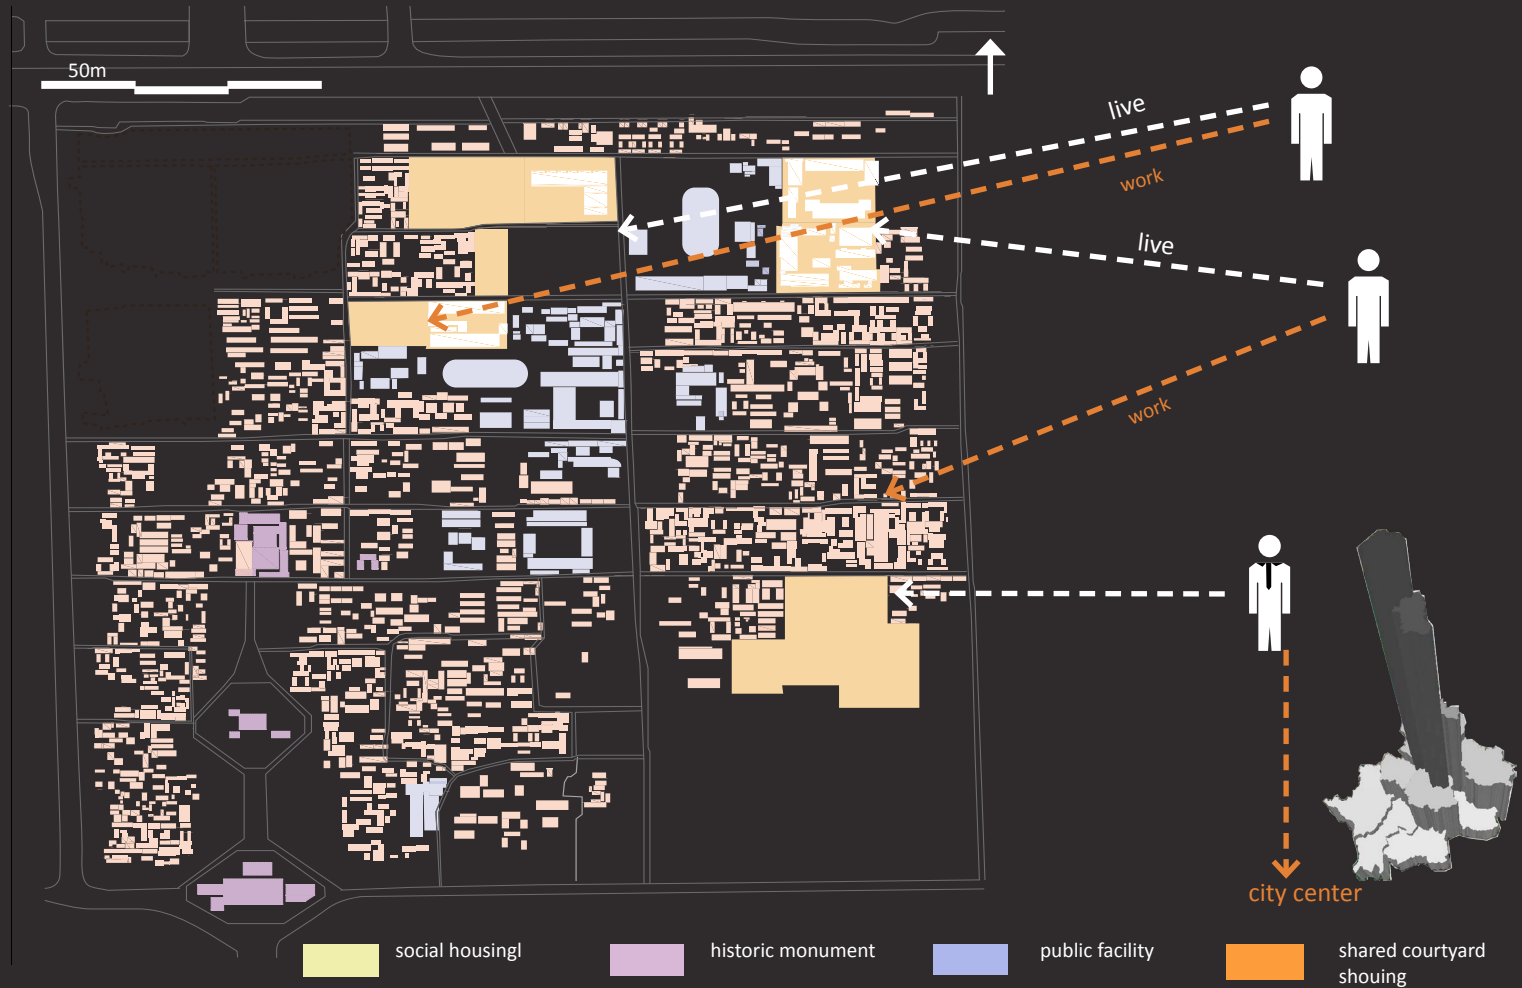 50m
live
work
live
work
city center
social housingl
historic monument
public facility
shared courtyard
shouing